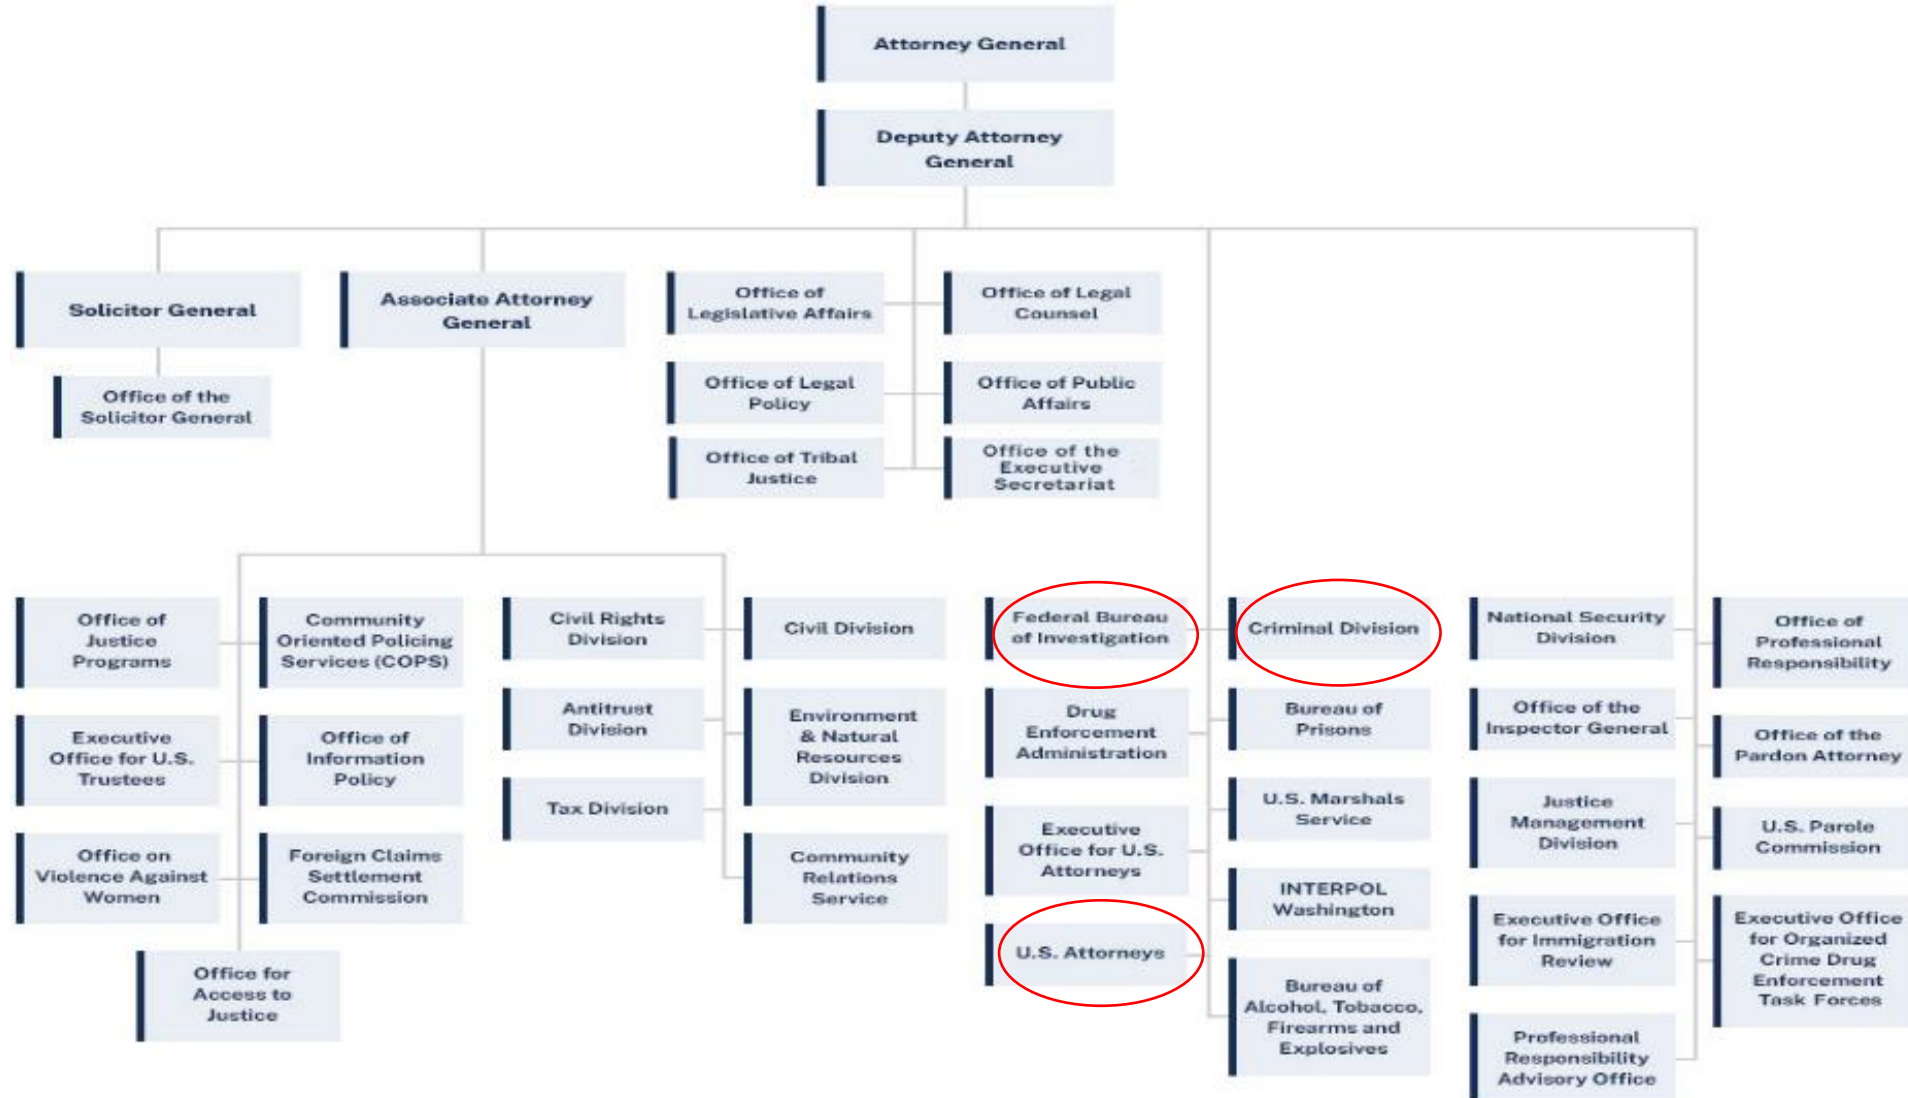 Attorney General
Deputy Attorney
General
Solicitor General
Associate Attorney
General
Office of
Legislative Affairs
Office of Legal
Counsel
Office of the
Solicitor General
Office of Legal
Policy
Office of Public
Affairs
Office of Tribal
Justice
Office of the
Executive
Secretariat
Office of
Justice
Programs
Community
Oriented Policing
Services (COPS)
Civil Rights
Division
Civil Division
Federal Bureau
of Investigation
Criminal Division
National Security
Division
Office of
Professional
Responsibility
Executive
Office for U.S.
Trustees
Office of
Information
Policy
Antitrust
Division
Environment
& Natural
Resources
Division
Drug
Enforcement
Administration
Bureau of
Prisons
Office of the
Inspector General
Office of the
Pardon Attorney
Tax Division
U.S. Marshals
Service
Justice
Management
Division
U.S. Parole
Commission
Office on
Violence Against
Women
Foreign Claims
Settlement
Commission
Community
Relations
Service
Executive
Office for U.S.
Attorneys
INTERPOL
Washington
Executive Office
for Immigration
Review
Executive Office
for Organized
Crime Drug
Enforcement
Task Forces
Office for
Access to
Justice
U.S. Attorneys
Bureau of
Alcohol, Tobacco,
Firearms and
Explosives
Professional
Responsibility
Advisory Office